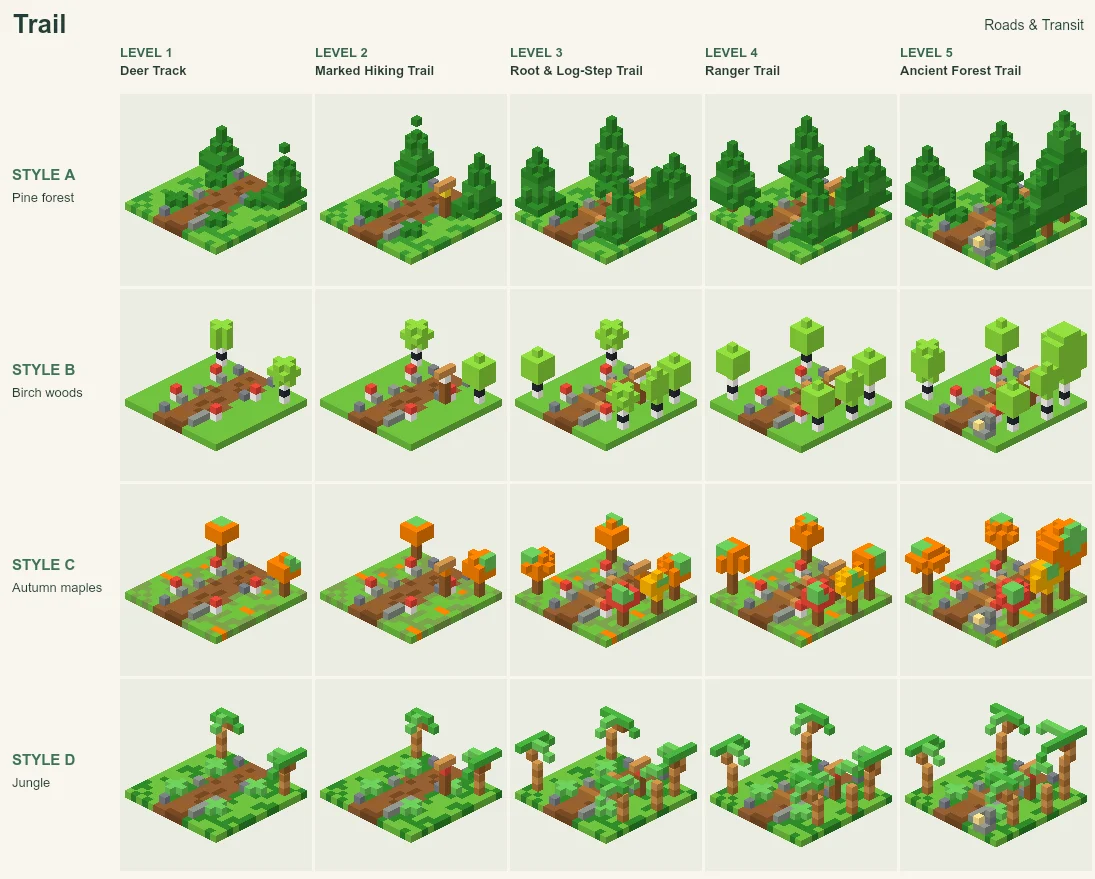 Trail
Roads & Transit
LEVEL 1
Deer Track
LEVEL 2
Marked Hiking Trail
LEVEL 3
Root & Log-Step Trail
LEVEL 4
Ranger Trail
LEVEL 5
Ancient Forest Trail
STYLE A
Pine forest
STYLE B
Birch woods
STYLE C
Autumn maples
STYLE D
Jungle